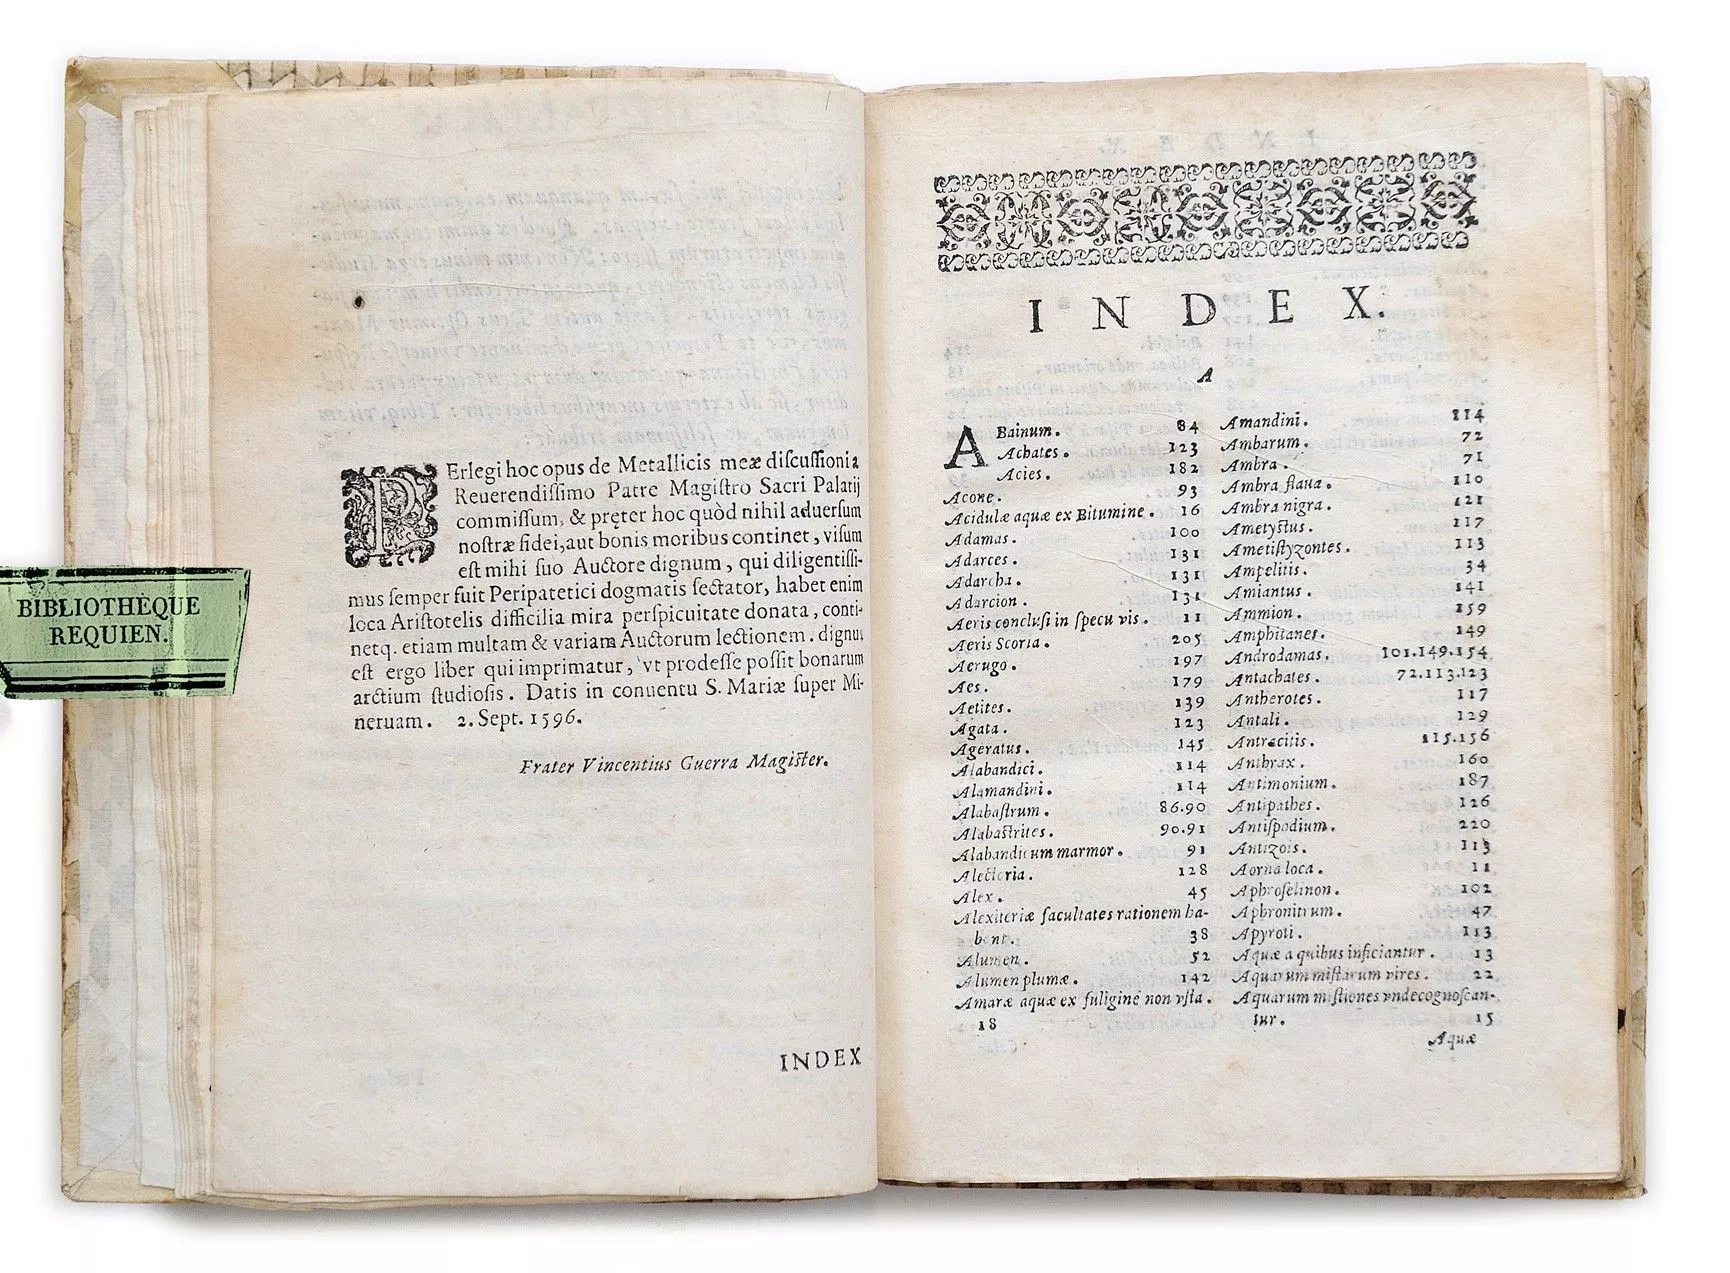 BIBLIOTHEQUE
REQUIEN.
PErlegi hoc opus de Metallicis meæ discussioni a
Reuerendissimo Patre Magistro Sacri Palatij
commissum, & pręter hoc quòd nihil aduersum
nostræ fidei, aut bonis moribus continet, visum
est mihi suo Auctore dignum, qui diligentissi-
mus semper fuit Peripatetici dogmatis sectator, habet enim
loca Aristotelis difficilia mira perspicuitate donata, conti-
netq. etiam multam & variam Auctorum lectionem. dignus
est ergo liber qui imprimatur, vt prodesse possit bonarum
arctium studiosis. Datis in conuentu S. Mariæ super Mi-
neruam. 2. Sept. 1596.
Frater Vincentius Guerra Magister.
INDEX
INDEX.
A
ABainum. 84
Achates. 123
Acies. 182
Acone. 93
Acidulæ aquæ ex Bitumine. 16
Adamas. 100
Adarces. 131
Adarcha. 131
Adarcion. 131
Aeris conclusi in specu vis. 11
Aeris Scoria. 205
Aerugo. 197
Aes. 179
Aetites. 139
Agata. 123
Ageratus. 145
Alabandici. 114
Alamandini. 114
Alabastrum. 86.90
Alabastrites. 90.91
Alabandicum marmor. 91
Alectoria. 128
Alex. 45
Alexiteriæ facultates rationem ha-
bent. 38
Alumen. 52
Alumen plumæ. 142
Amaræ aquæ ex fuligine non vsta.
18
Amandini. 114
Ambarum. 72
Ambra. 71
Ambra flaua. 110
Ambra nigra. 121
Ametystus. 117
Ametistyzontes. 113
Ampelitis. 34
Amiantus. 141
Ammion. 159
Amphitanes. 149
Androdamas. 101.149.154
Antachates. 72.113.123
Antherotes. 117
Antali. 129
Antracitis. 115.156
Anthrax. 160
Antimonium. 187
Antipathes. 126
Antispodium. 220
Antizois. 113
Aorna loca. 11
Aphroselinon. 102
Aphronitrum. 47
Apyroti. 113
Aquæ a quibus inficiantur. 13
Aquarum mistarum vires. 22
Aquarum mistiones vnde cognoscan-
tur. 15
Aquæ